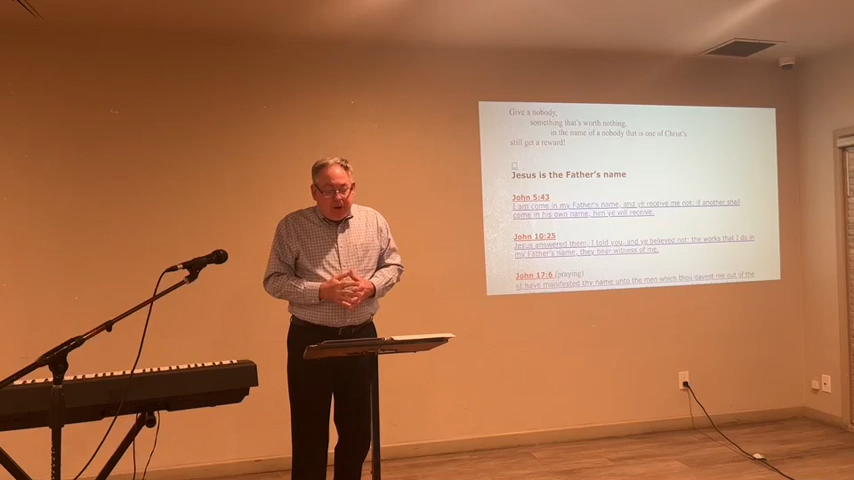 Give a nobody,
something that's worth nothing,
in the name of a nobody that is one of Christ's
still get a reward!
Jesus is the Father's name
John 5:43
I am come in my Father's name, and ye receive me not: if another shall
come in his own name, him ye will receive.
John 10:25
Jesus answered them, I told you, and ye believed not: the works that I do in
my Father's name, they bear witness of me.
John 17:6 (praying)
I have manifested thy name unto the men which thou gavest me out of the